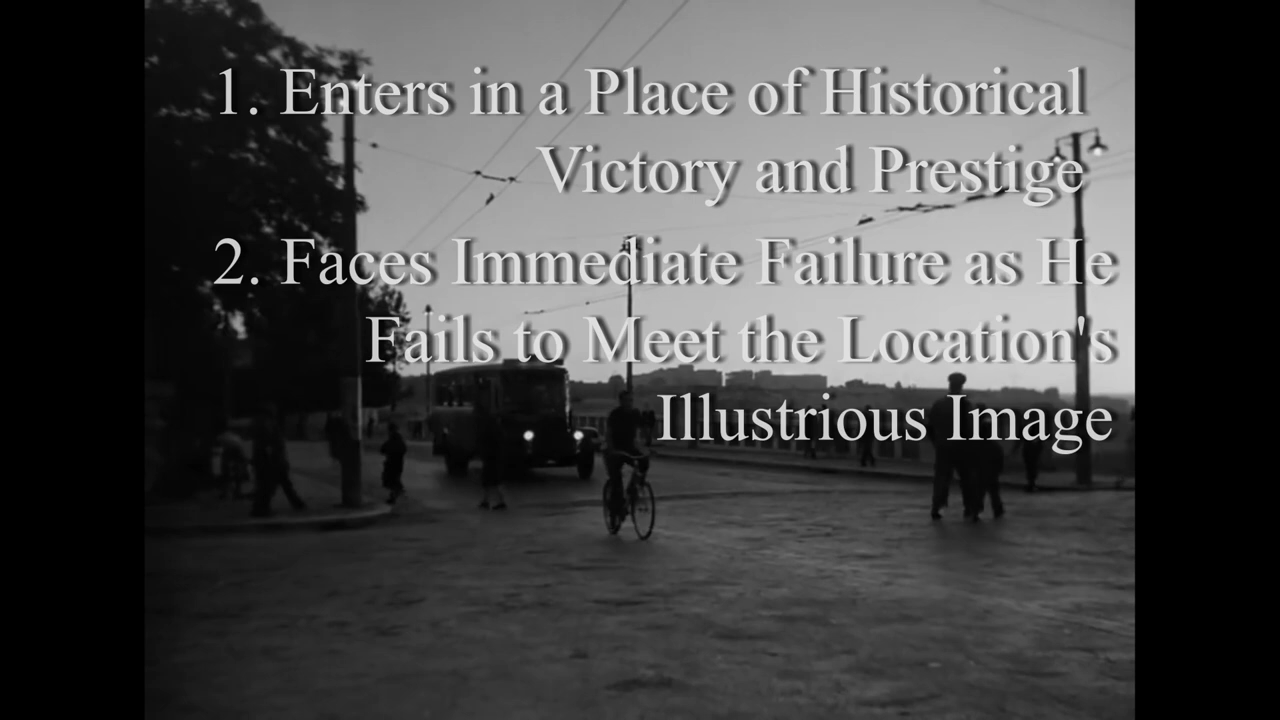 1. Enters in a Place of Historical
Victory and Prestige
2. Faces Immediate Failure as He
Fails to Meet the Location's
Illustrious Image